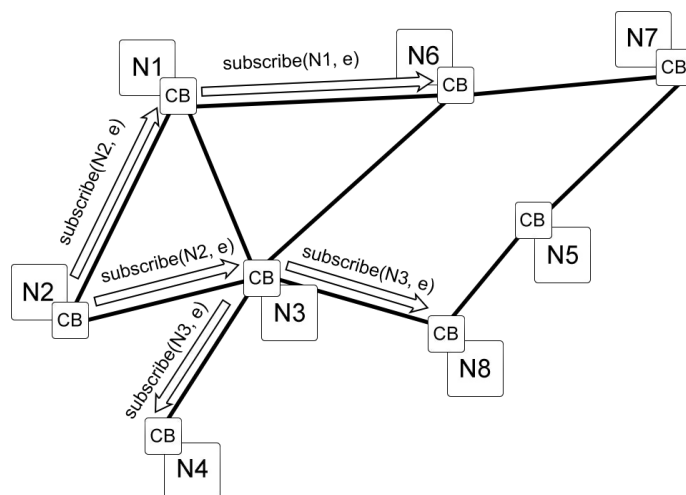 N7
N6
N1
subscribe(N1, e)
CB
CB
CB
subscribe(N2, e)
CB
N5
subscribe(N2, e)
subscribe(N3, e)
CB
N2
N3
CB
CB
N8
subscribe(N3, e)
CB
N4